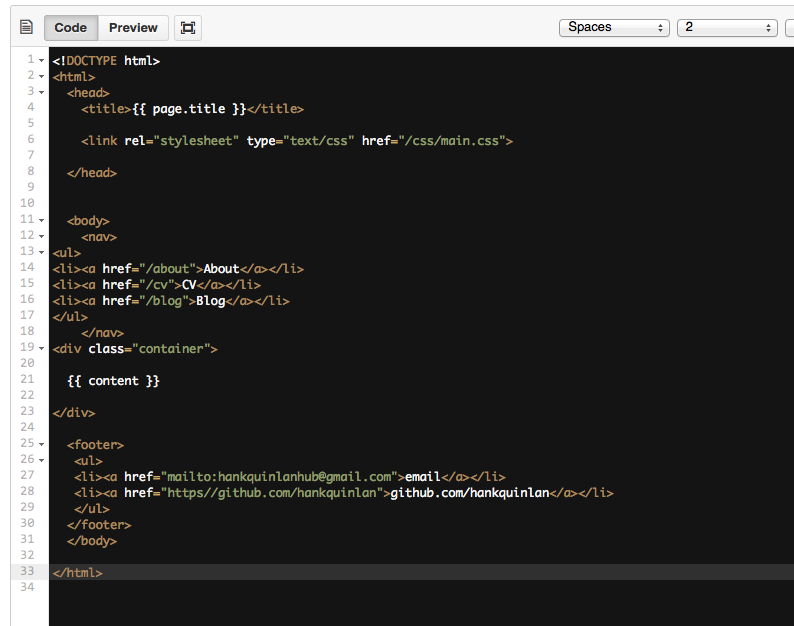 Code Preview Spaces 2
1 <!DOCTYPE html>
2 <html>
3   <head>
4     <title>{{ page.title }}</title>
5
6     <link rel="stylesheet" type="text/css" href="/css/main.css">
7
8   </head>
9
10
11   <body>
12     <nav>
13 <ul>
14 <li><a href="/about">About</a></li>
15 <li><a href="/cv">CV</a></li>
16 <li><a href="/blog">Blog</a></li>
17 </ul>
18     </nav>
19 <div class="container">
20
21   {{ content }}
22
23 </div>
24
25   <footer>
26    <ul>
27    <li><a href="mailto:hankquinlanhub@gmail.com">email</a></li>
28    <li><a href="https//github.com/hankquinlan">github.com/hankquinlan</a></li>
29    </ul>
30   </footer>
31   </body>
32
33 </html>
34